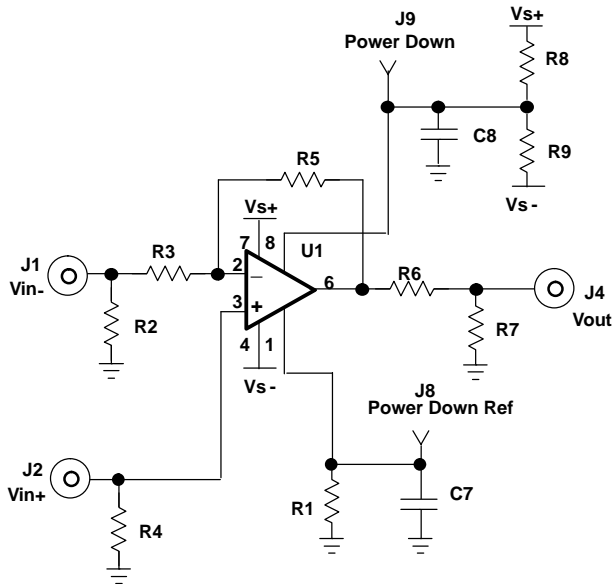 J9
Power Down
Vs+
R8
C8
R9
Vs -
R5
Vs+
7 8
U1
J1
Vin-
R3
2
–
6
R6
J4
Vout
R2
3
+
R7
4 1
Vs -
J8
Power Down Ref
J2
Vin+
R4
R1
C7